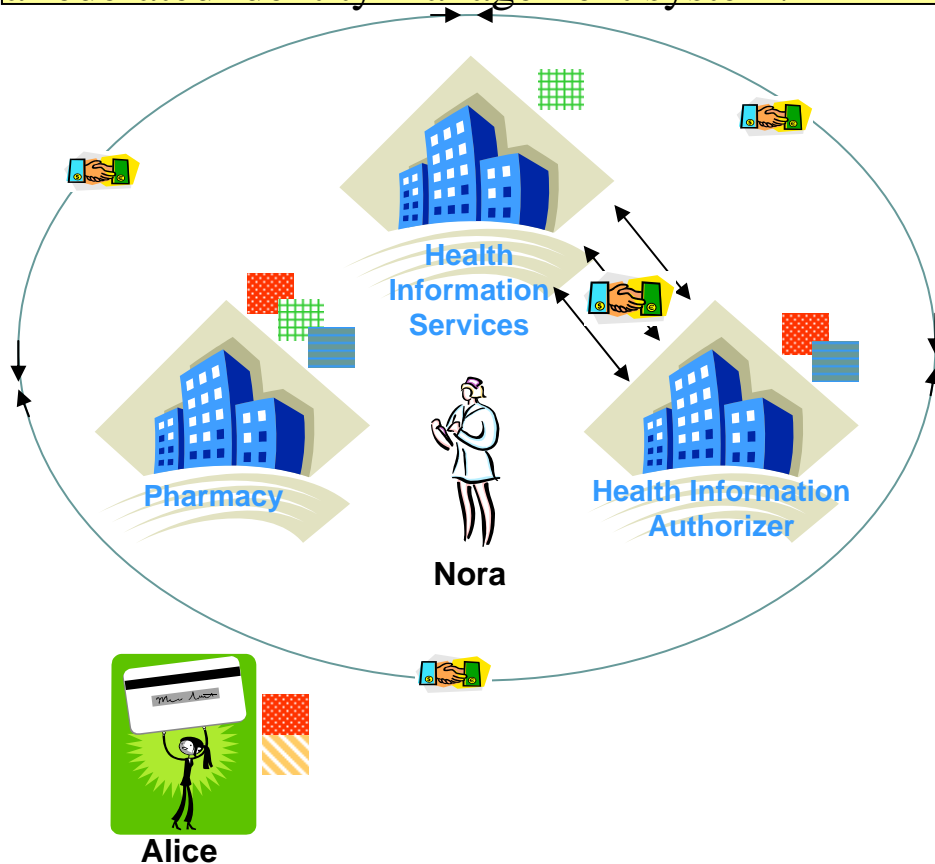 Health
Information
Services
Pharmacy
Health Information
Authorizer
Nora
Alice